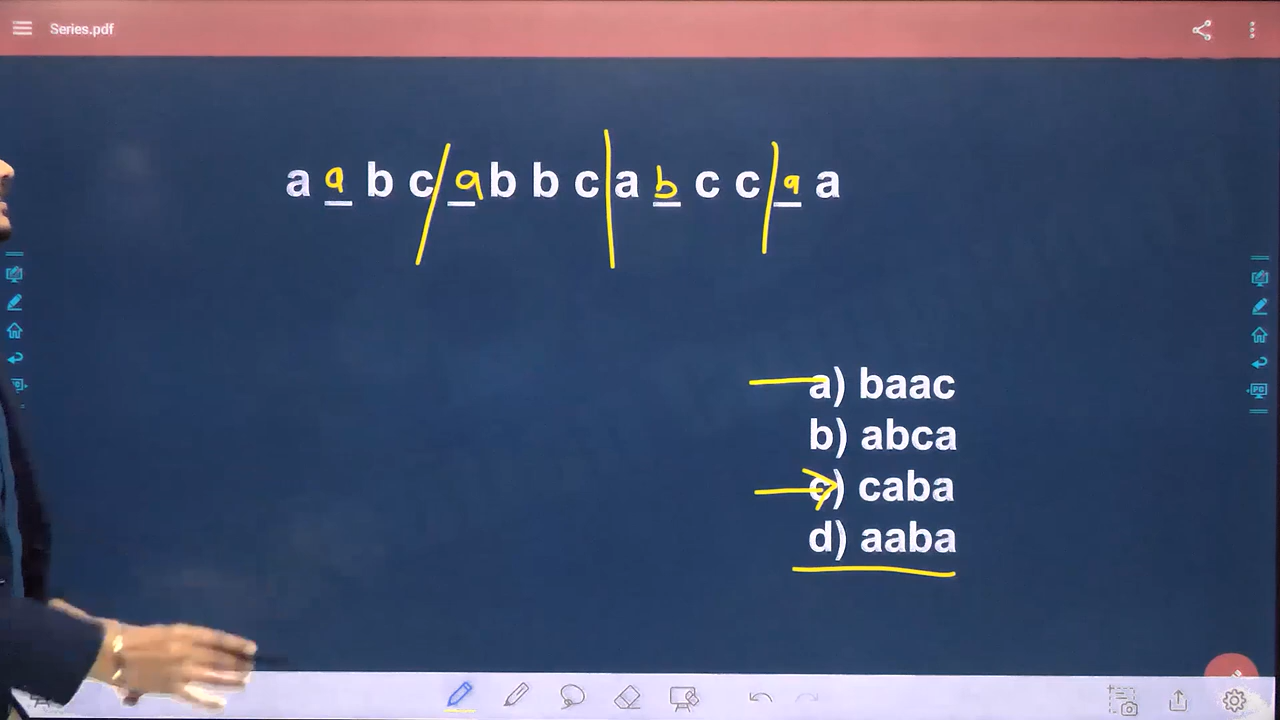 Series.pdf
a a b c / a b b c | a b c c / a a
a) baac
b) abca
c) caba
d) aaba